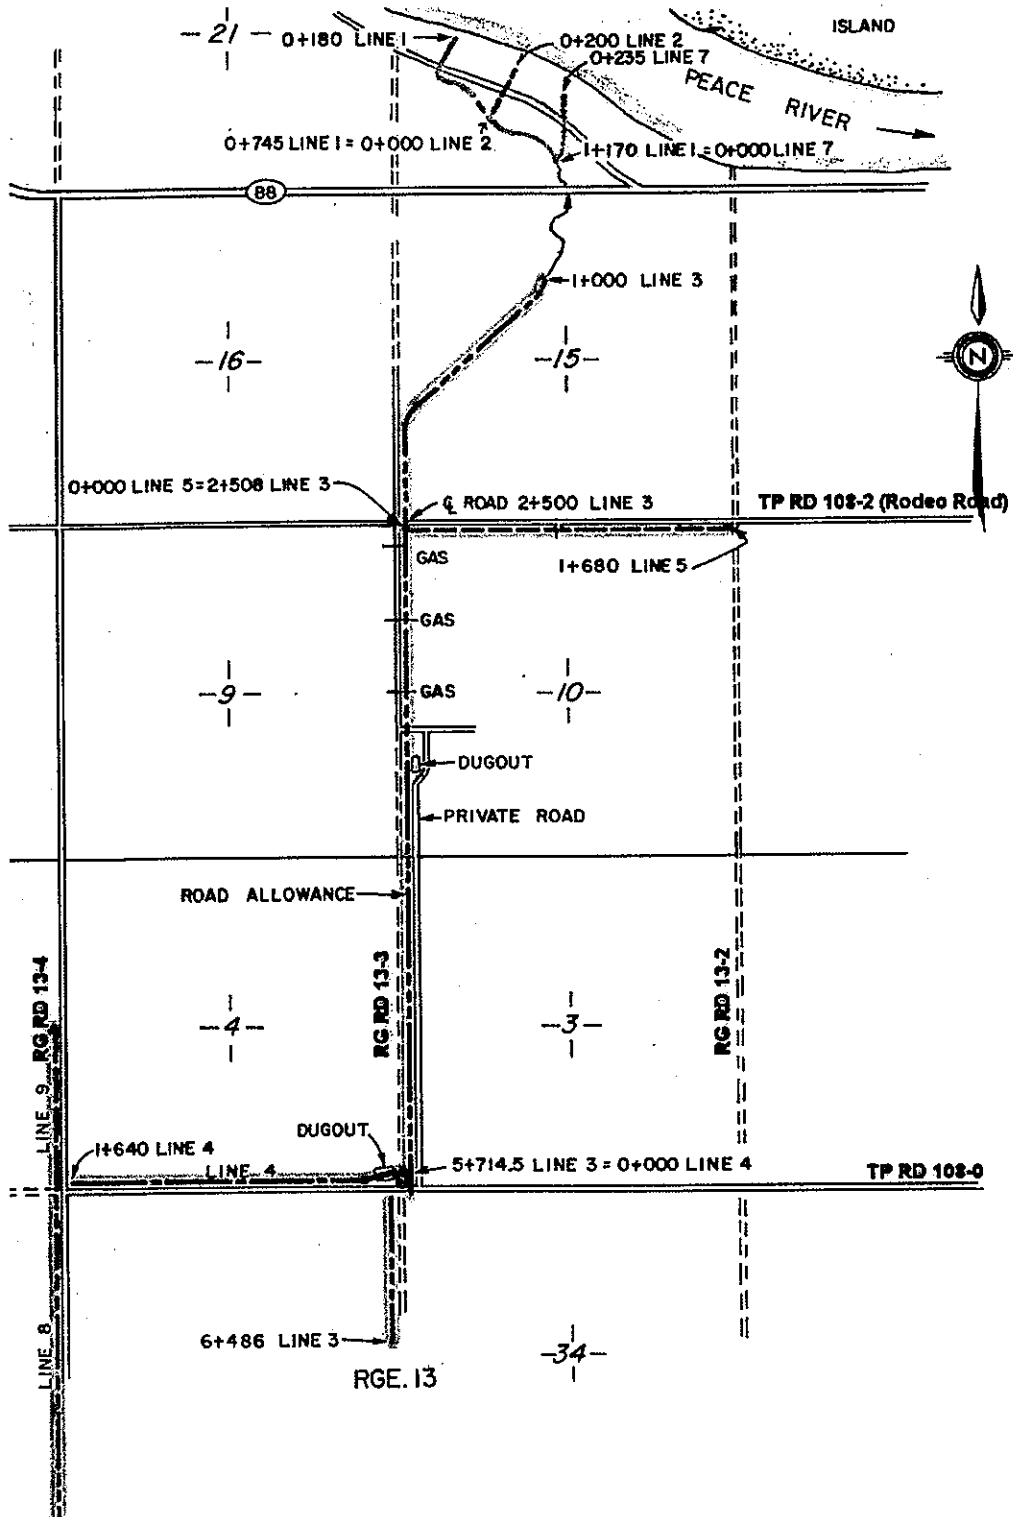 -21-
0+180 LINE 1
0+200 LINE 2
0+235 LINE 7
ISLAND
PEACE RIVER
0+745 LINE 1 = 0+000 LINE 2
1+170 LINE 1 = 0+000 LINE 7
88
1+000 LINE 3
-16-
-15-
N
0+000 LINE 5 = 2+508 LINE 3
℄ ROAD 2+500 LINE 3
TP RD 108-2 (Rodeo Road)
GAS
1+680 LINE 5
GAS
-9-
GAS
-10-
DUGOUT
PRIVATE ROAD
ROAD ALLOWANCE
RG RD 13-4
RG RD 13-3
RG RD 13-2
-4-
-3-
LINE 9
1+640 LINE 4
DUGOUT
LINE 4
5+714.5 LINE 3 = 0+000 LINE 4
TP RD 108-0
LINE 8
6+486 LINE 3
-34-
RGE. 13